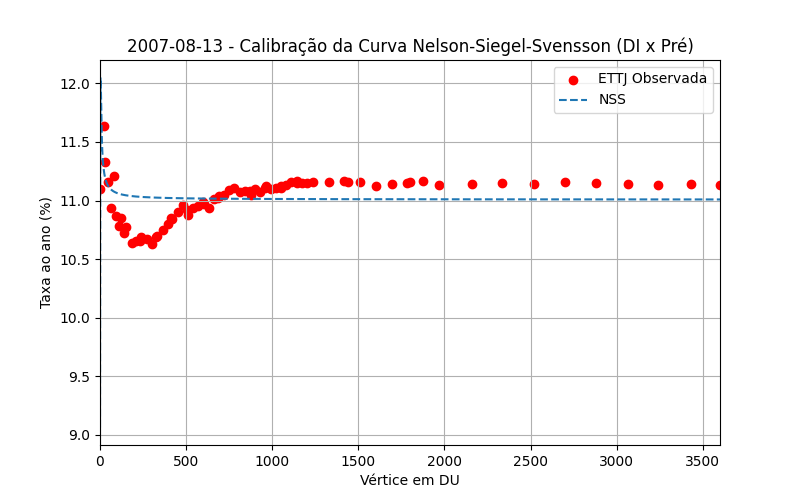 2007-08-13 - Calibração da Curva Nelson-Siegel-Svensson (DI x Pré)
ETTJ Observada
NSS
Taxa ao ano (%)
12.0
11.5
11.0
10.5
10.0
9.5
9.0
0 500 1000 1500 2000 2500 3000 3500
Vértice em DU